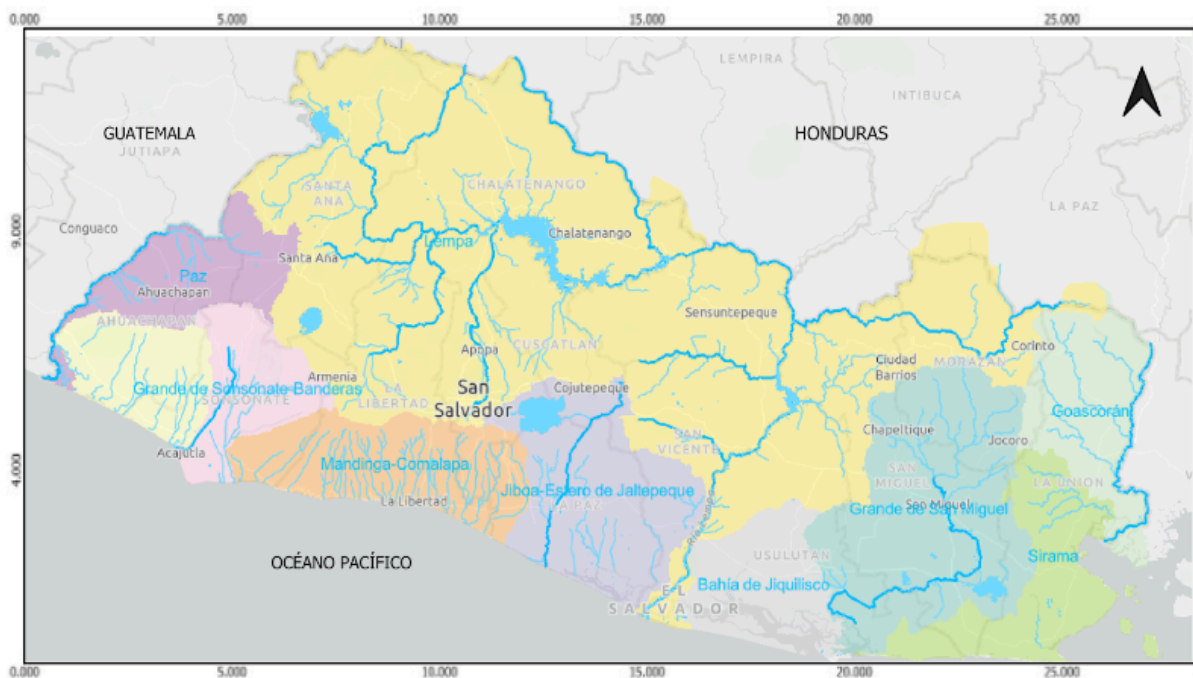 0.000 5.000 10.000 15.000 20.000 25.000
LEMPIRA
INTIBUCA
GUATEMALA
HONDURAS
JUTIAPA
SANTA
ANA
CHALATENANGO
LA PAZ
9.000
Conguaco
Lempa
Chalatenango
Santa Ana
Paz
Ahuachapan
Sensuntepeque
AHUACHAPAN
Apopa
CUSCATLAN
Corinto
Ciudad
Barrios
MORAZAN
Armenia
Grande de Sonsonate-Banderas
SONSONATE
LA
LIBERTAD
San
Salvador
Cojutepeque
Goascorán
Chapeltique
Jocoro
SAN
VICENTE
Acajutla
4.000
Mandinga-Comalapa
La Libertad
Jiboa-Estero de Jaltepeque
LA PAZ
SAN
MIGUEL
San Miguel
Grande de San Miguel
LA UNION
Río Lempa
USULUTAN
Sirama
OCÉANO PACÍFICO
Bahía de Jiquilisco
EL
SALVADOR
0.000 5.000 10.000 15.000 20.000 25.000